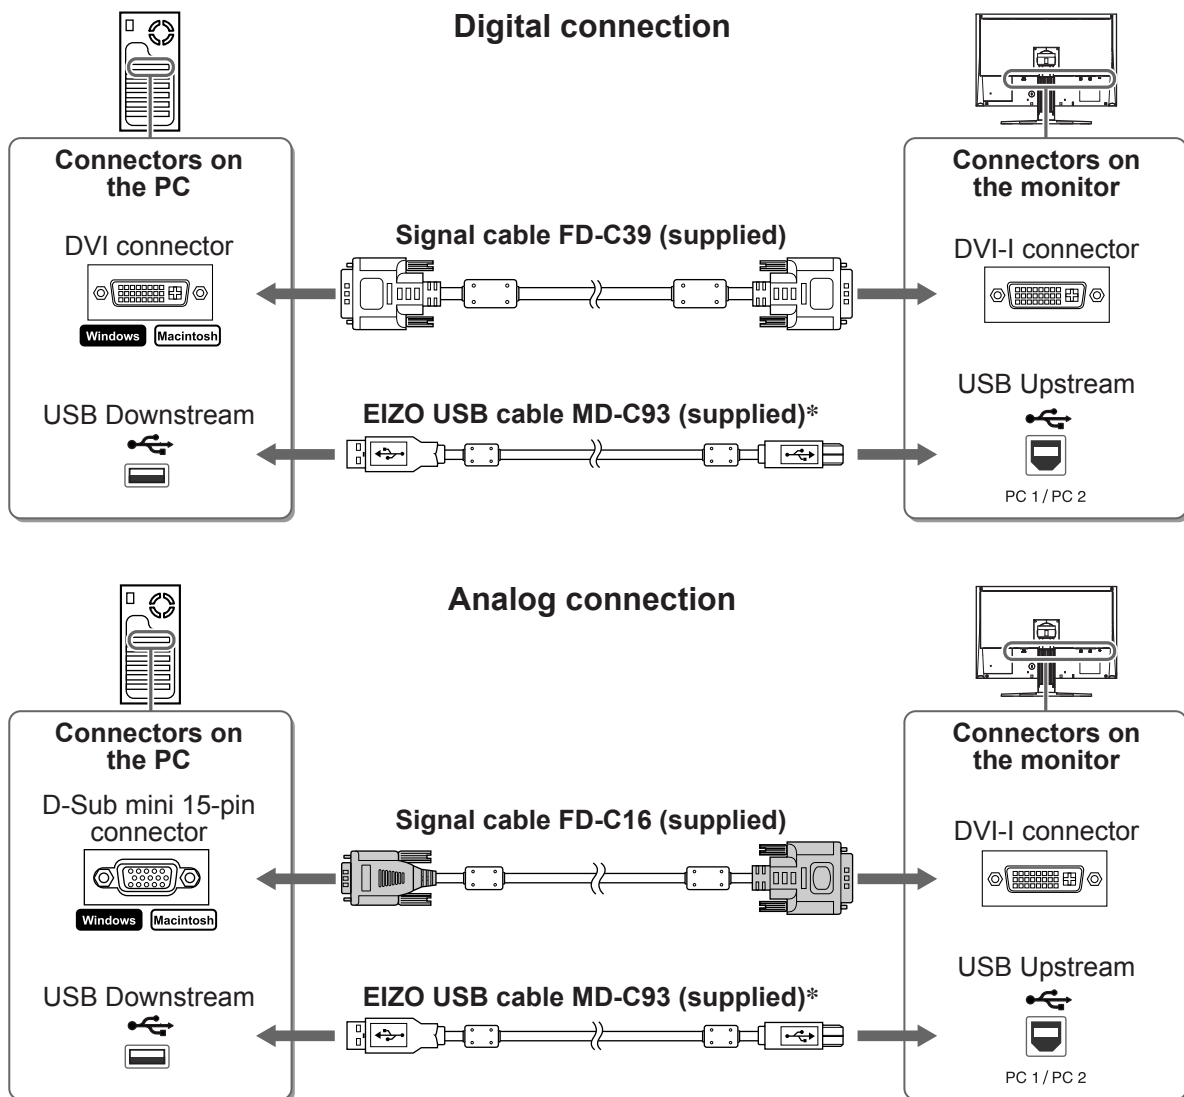 Digital connection
Connectors on
the PC
Connectors on
the monitor
DVI connector
Signal cable FD-C39 (supplied)
DVI-I connector
Windows Macintosh
USB Downstream
EIZO USB cable MD-C93 (supplied)*
USB Upstream
PC 1 / PC 2
Analog connection
Connectors on
the PC
Connectors on
the monitor
D-Sub mini 15-pin
connector
Signal cable FD-C16 (supplied)
DVI-I connector
Windows Macintosh
USB Downstream
EIZO USB cable MD-C93 (supplied)*
USB Upstream
PC 1 / PC 2